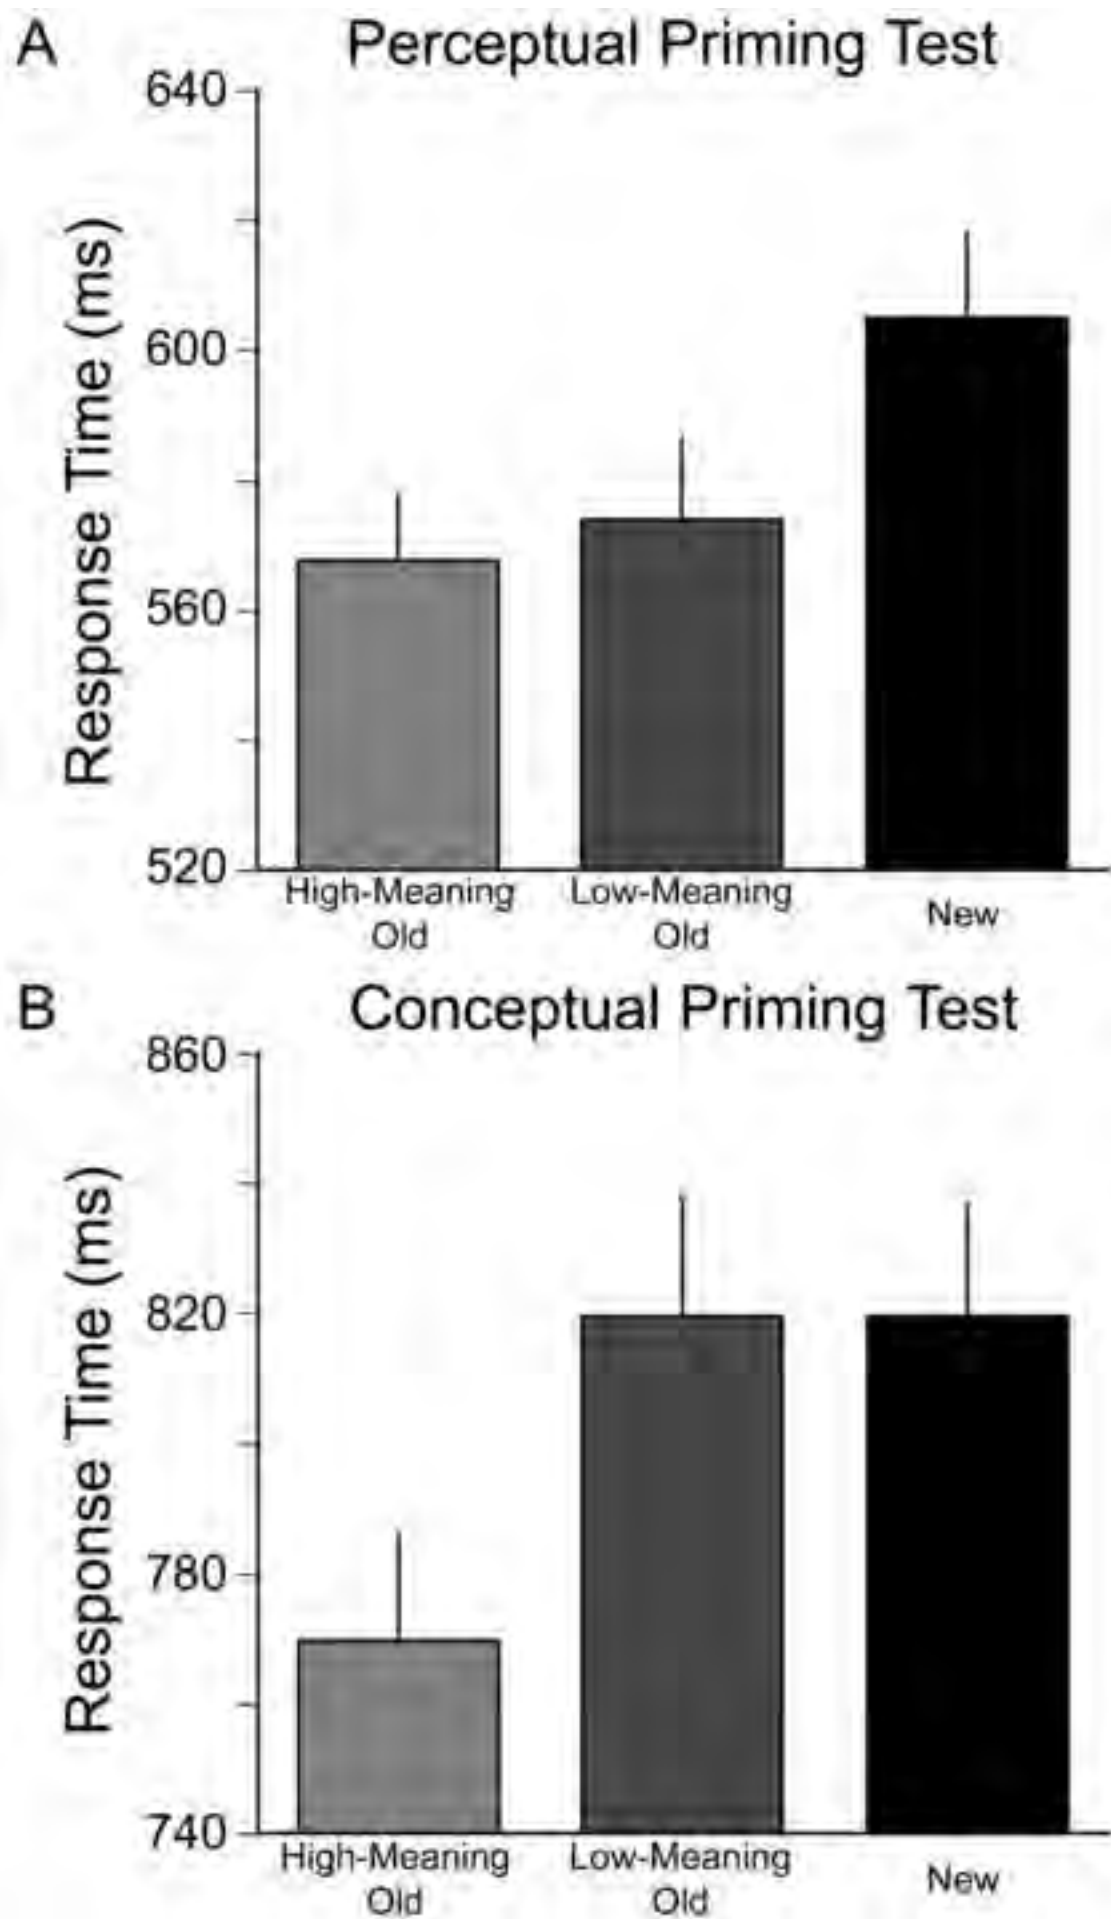 A
Perceptual Priming Test
640
600
560
520
Response Time (ms)
High-Meaning
Old
Low-Meaning
Old
New
B
Conceptual Priming Test
860
820
780
740
Response Time (ms)
High-Meaning
Old
Low-Meaning
Old
New